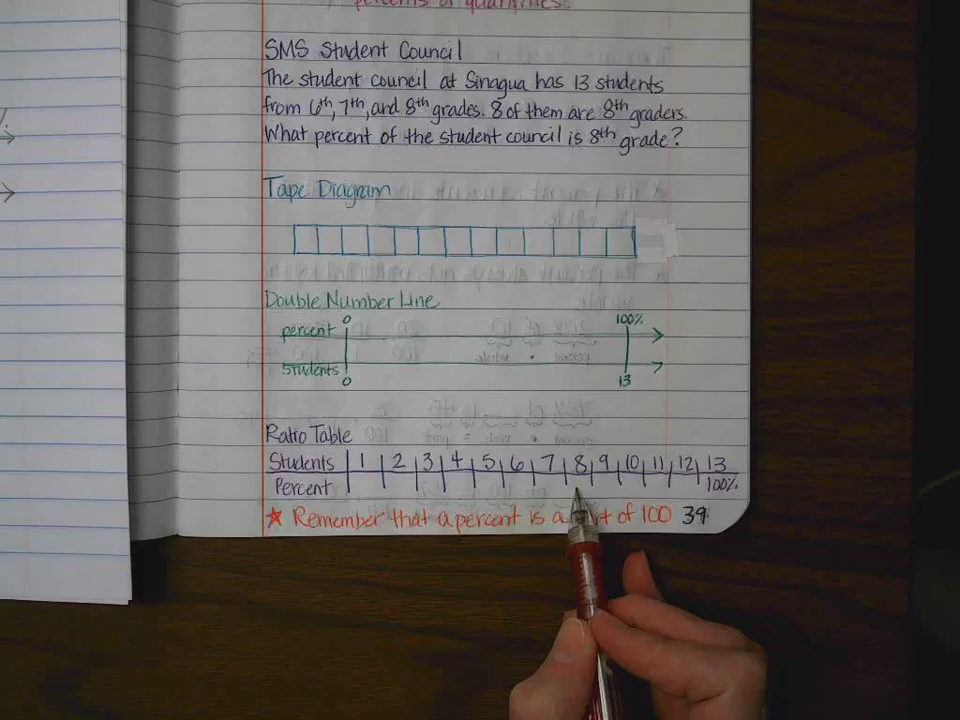 percents of quantities.
SMS Student Council
The student council at Sinagua has 13 students
from 6th, 7th, and 8th grades. 8 of them are 8th graders.
What percent of the student council is 8th grade?
Tape Diagram
Double Number Line
0 100%
percent
students
0 13
Ratio Table
Students 1 2 3 4 5 6 7 8 9 10 11 12 13
Percent 100%
★ Remember that a percent is a of 100 39